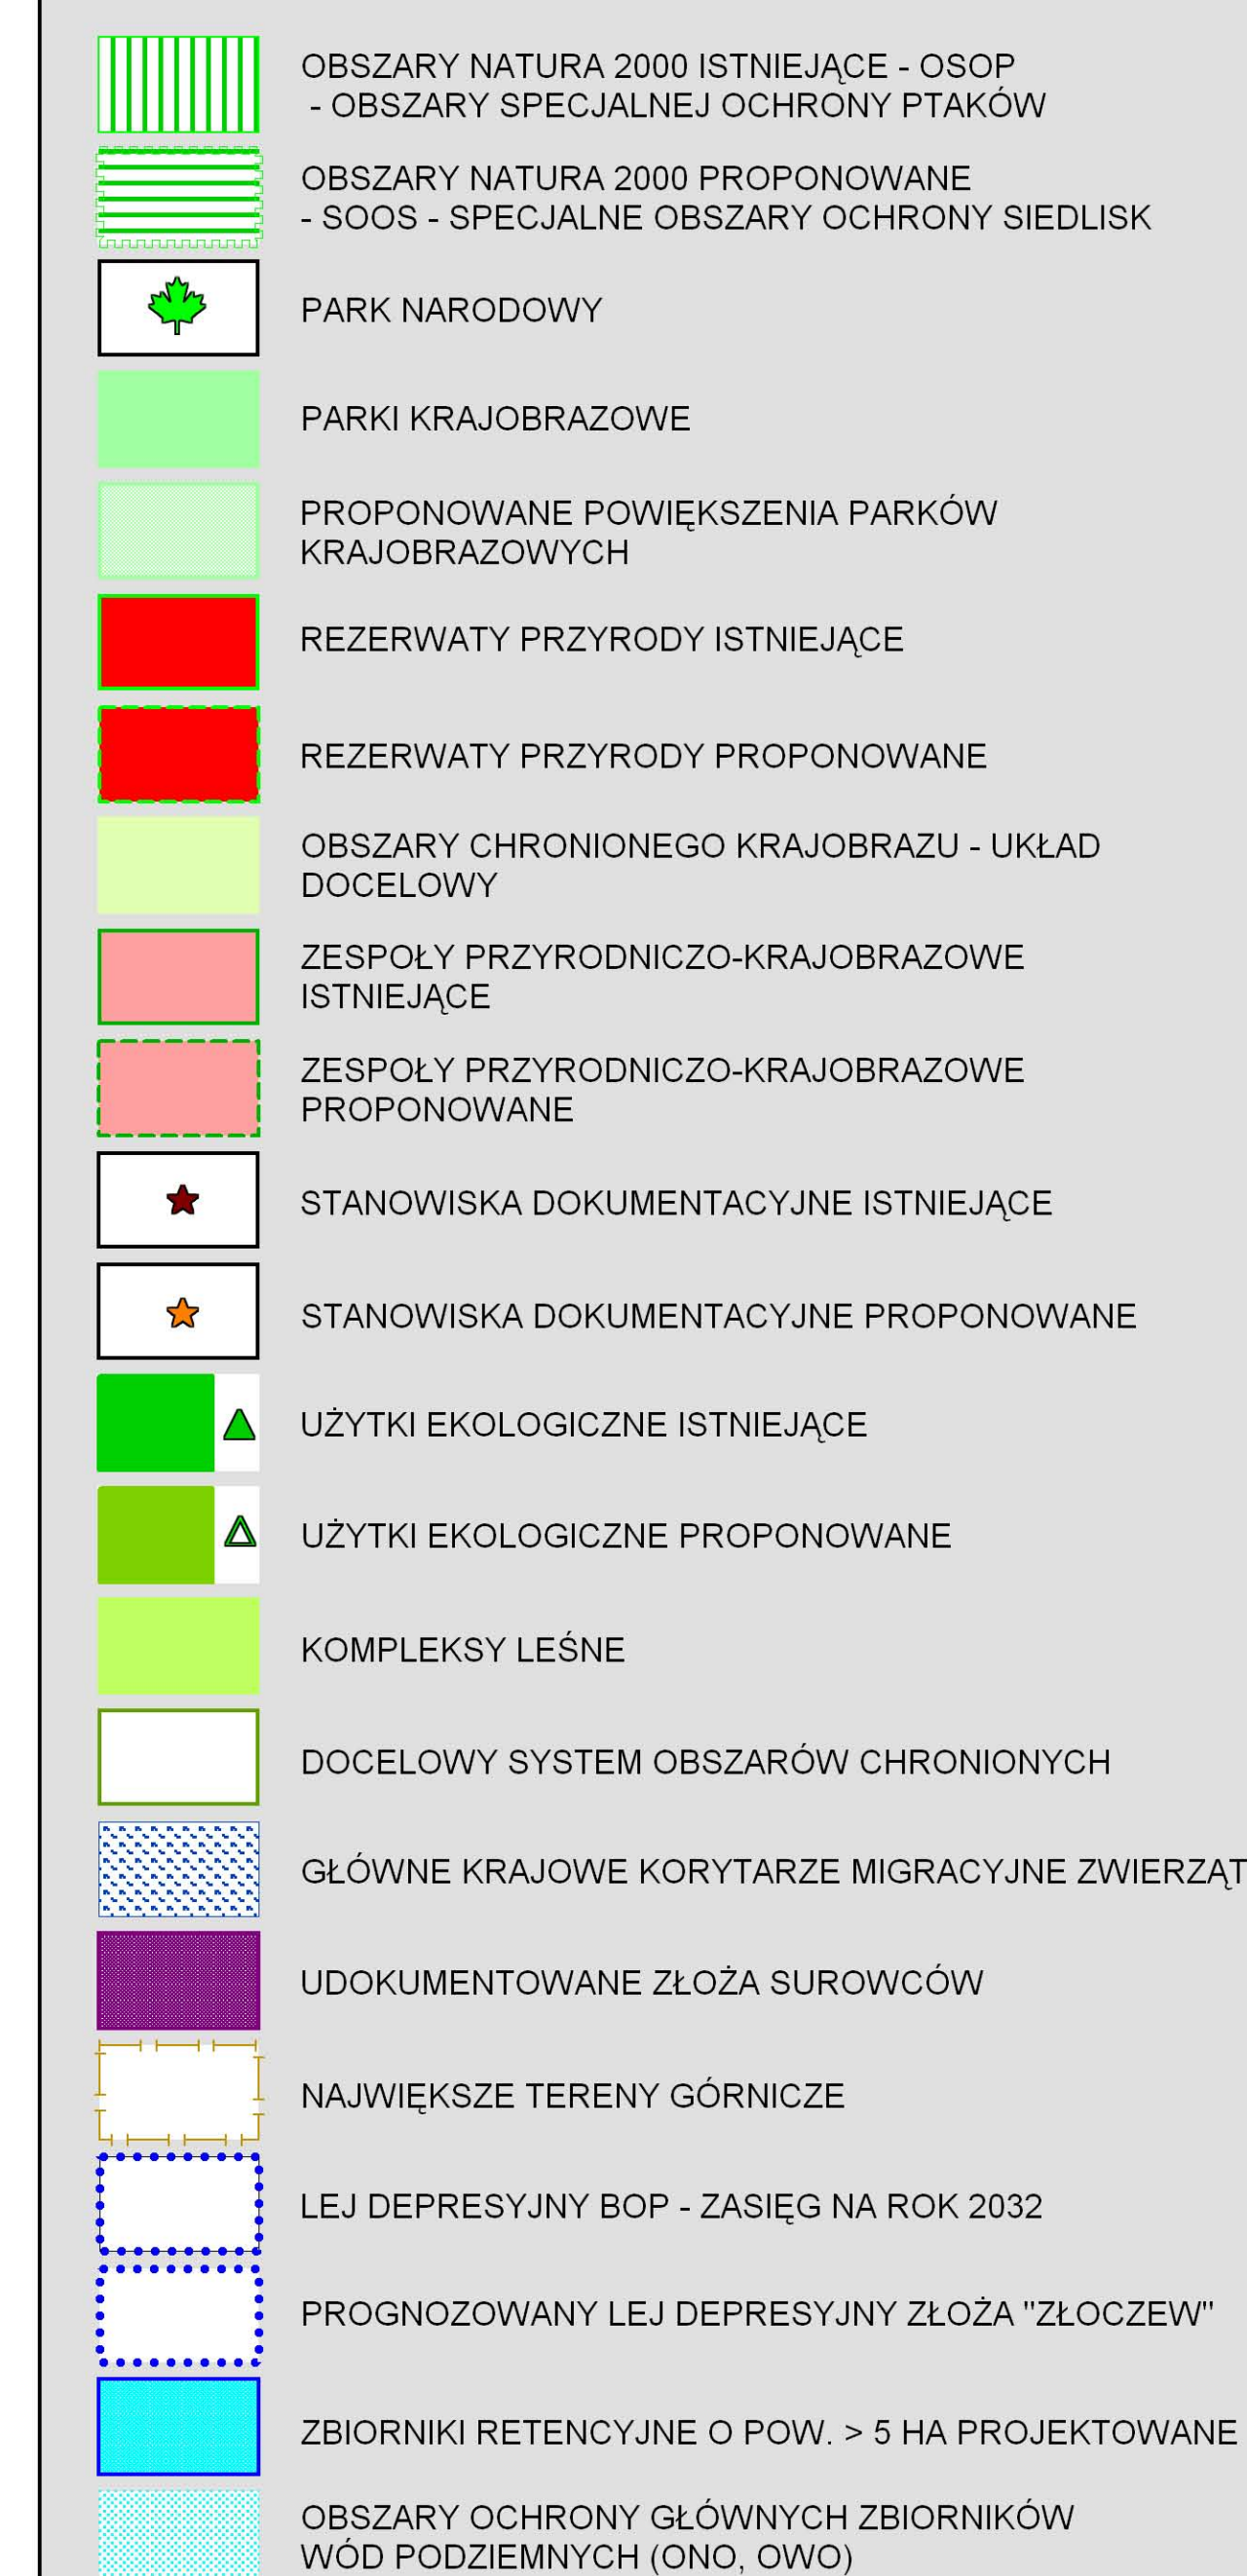 OBSZARY NATURA 2000 ISTNIEJĄCE - OSOP
- OBSZARY SPECJALNEJ OCHRONY PTAKÓW
OBSZARY NATURA 2000 PROPONOWANE
- SOOS - SPECJALNE OBSZARY OCHRONY SIEDLISK
PARK NARODOWY
PARKI KRAJOBRAZOWE
PROPONOWANE POWIĘKSZENIA PARKÓW
KRAJOBRAZOWYCH
REZERWATY PRZYRODY ISTNIEJĄCE
REZERWATY PRZYRODY PROPONOWANE
OBSZARY CHRONIONEGO KRAJOBRAZU - UKŁAD
DOCELOWY
ZESPOŁY PRZYRODNICZO-KRAJOBRAZOWE
ISTNIEJĄCE
ZESPOŁY PRZYRODNICZO-KRAJOBRAZOWE
PROPONOWANE
STANOWISKA DOKUMENTACYJNE ISTNIEJĄCE
STANOWISKA DOKUMENTACYJNE PROPONOWANE
UŻYTKI EKOLOGICZNE ISTNIEJĄCE
UŻYTKI EKOLOGICZNE PROPONOWANE
KOMPLEKSY LEŚNE
DOCELOWY SYSTEM OBSZARÓW CHRONIONYCH
GŁÓWNE KRAJOWE KORYTARZE MIGRACYJNE ZWIERZĄT
UDOKUMENTOWANE ZŁOŻA SUROWCÓW
NAJWIĘKSZE TERENY GÓRNICZE
LEJ DEPRESYJNY BOP - ZASIĘG NA ROK 2032
PROGNOZOWANY LEJ DEPRESYJNY ZŁOŻA "ZŁOCZEW"
ZBIORNIKI RETENCYJNE O POW. > 5 HA PROJEKTOWANE
OBSZARY OCHRONY GŁÓWNYCH ZBIORNIKÓW
WÓD PODZIEMNYCH (ONO, OWO)